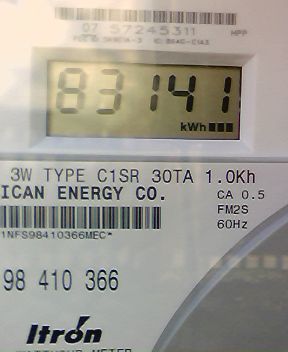 07 57245311
83141
kWh
3W TYPE C1SR 30TA 1.0Kh
ICAN ENERGY CO.
CA 0.5
FM2S
60Hz
1NFS98410366MEC*
98 410 366
Itrón